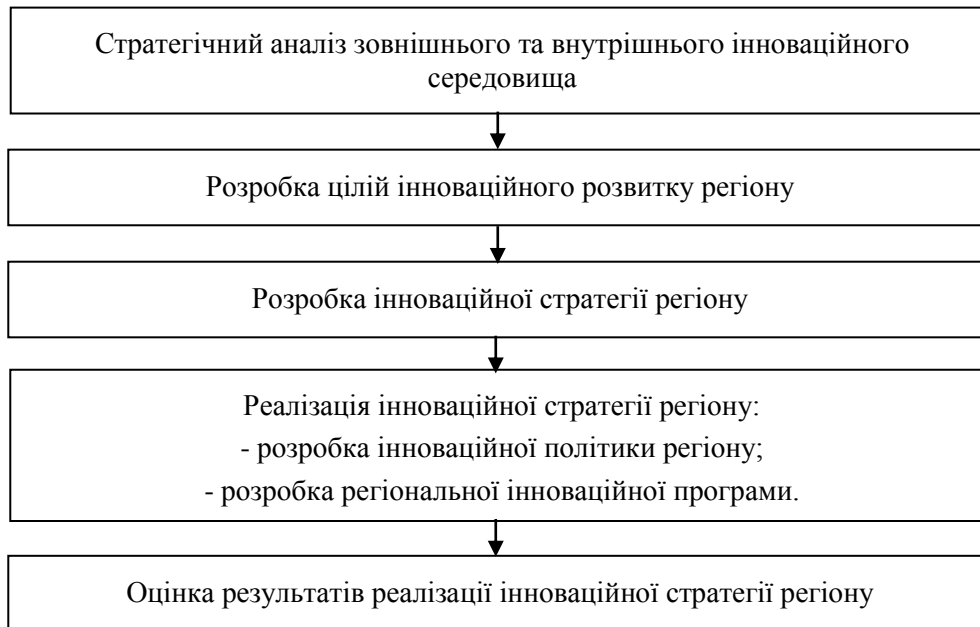 Стратегічний аналіз зовнішнього та внутрішнього інноваційного
середовища
Розробка цілій інноваційного розвитку регіону
Розробка інноваційної стратегії регіону
Реалізація інноваційної стратегії регіону:
- розробка інноваційної політики регіону;
- розробка регіональної інноваційної програми.
Оцінка результатів реалізації інноваційної стратегії регіону